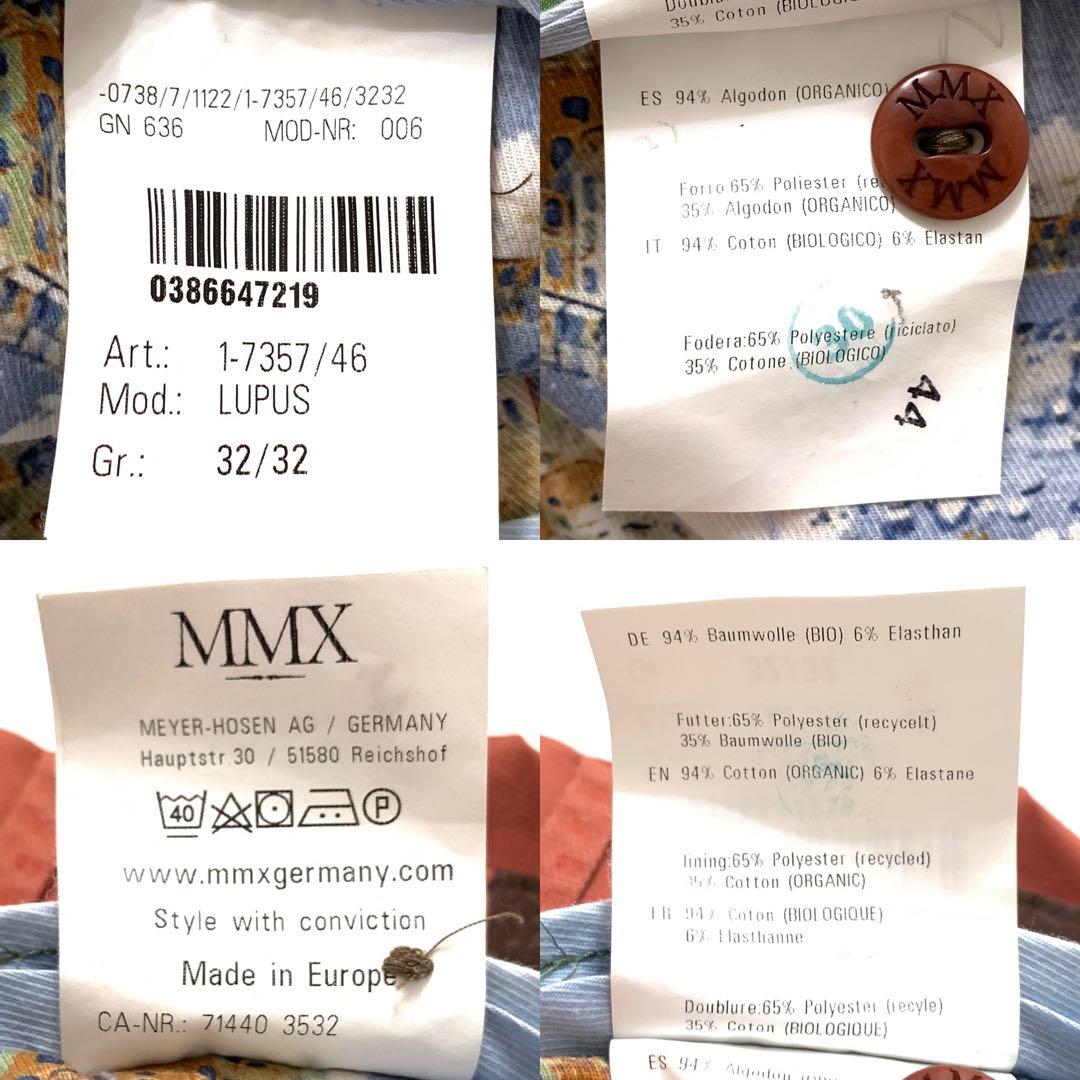 -0738/7/1122/1-7357/46/3232
GN 636 MOD-NR: 006
0386647219
Art.: 1-7357/46
Mod.: LUPUS
Gr.: 32/32
35% Coton
ES 94% Algodon (ORGANICO)
MMX
MMX
Forro:65% Poliester
35% Algodon (ORGANICO)
IT 94% Coton (BIOLOGICO) 6% Elastan
30
Fodera:65% Polyestere (riciclato)
35% Cotone (BIOLOGICO)
44
MMX
MEYER-HOSEN AG / GERMANY
Hauptstr.30 / 51580 Reichshof
40 P
www.mmxgermany.com
Style with conviction
Made in Europe
CA-NR.: 71440 3532
DE 94% Baumwolle (BIO) 6% Elasthan
Futter:65% Polyester (recycelt)
35% Baumwolle (BIO)
EN 94% Cotton (ORGANIC) 6% Elastane
lining:65% Polyester (recycled)
35% Cotton (ORGANIC)
FR 94% Coton (BIOLOGIQUE)
6% Elasthanne
Doublure:65% Polyester (recyle)
35% Coton (BIOLOGIQUE)
ES 94% Algodon